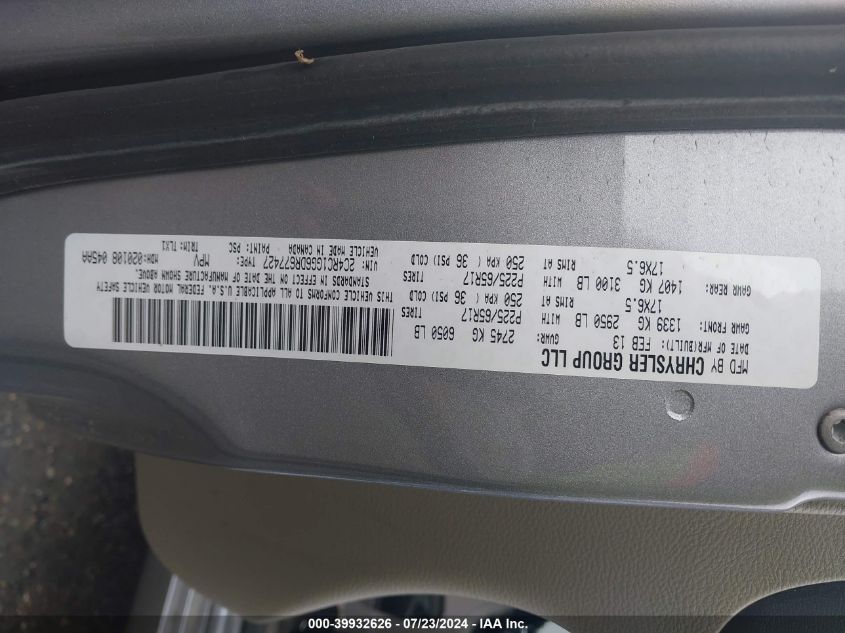 MFD BY CHRYSLER GROUP LLC
DATE OF MFR(BUILT): FEB 13 GVWR: 2745 KG 6050 LB
GAWR FRONT: 1339 KG 2950 LB WITH P225/65R17 TIRES
17X6.5 RIMS AT 250 KPA ( 36 PSI) COLD
GAWR REAR: 1407 KG 3100 LB WITH P225/65R17 TIRES
17X6.5 RIMS AT 250 KPA ( 36 PSI) COLD
THIS VEHICLE CONFORMS TO ALL APPLICABLE U.S.A. FEDERAL MOTOR VEHICLE SAFETY
STANDARDS IN EFFECT ON THE DATE OF MANUFACTURE SHOWN ABOVE.
VIN: 2C4RC1GG6DR677427 TYPE: MPV MDH:020108 045AA
VEHICLE MADE IN CANADA PAINT: PSC TRIM: TLX1
000-39932626 - 07/23/2024 - IAA Inc.